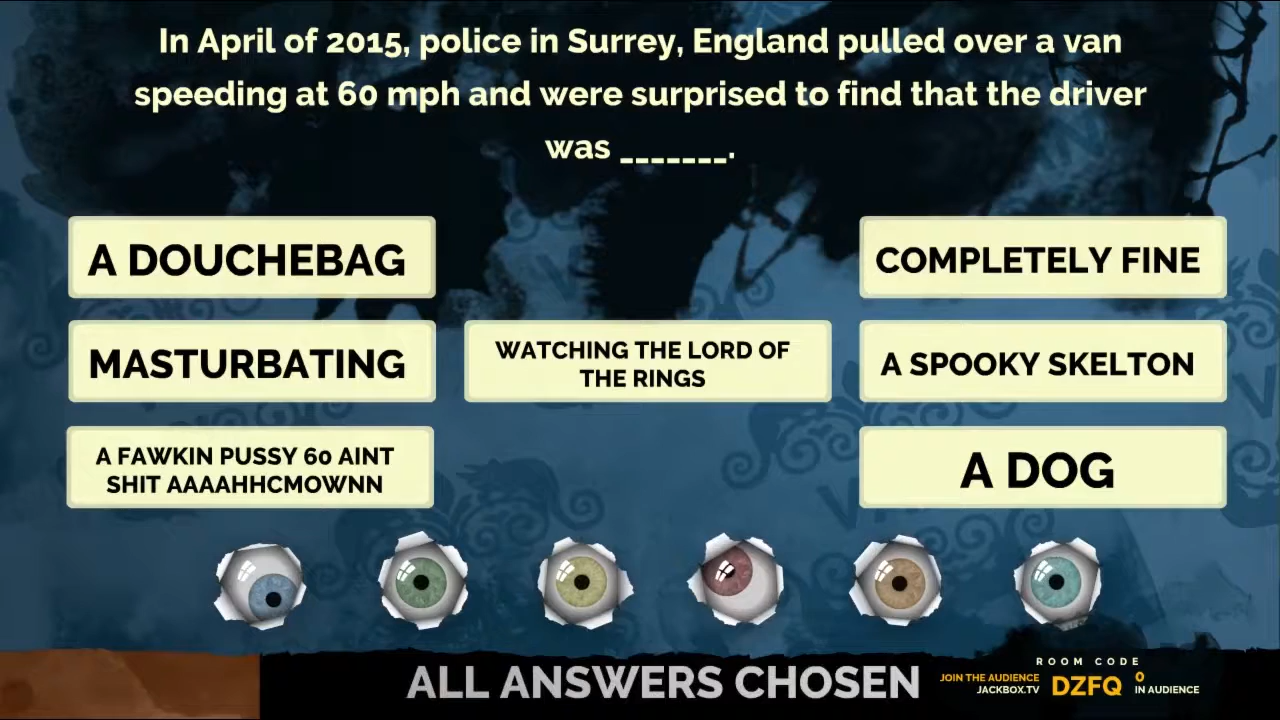 In April of 2015, police in Surrey, England pulled over a van
speeding at 60 mph and were surprised to find that the driver
was _______.
A DOUCHEBAG
COMPLETELY FINE
MASTURBATING
WATCHING THE LORD OF
THE RINGS
A SPOOKY SKELTON
A FAWKIN PUSSY 60 AINT
SHIT AAAAHHCMOWNN
A DOG
ALL ANSWERS CHOSEN
JOIN THE AUDIENCE
JACKBOX.TV
ROOM CODE
DZFQ
0
IN AUDIENCE